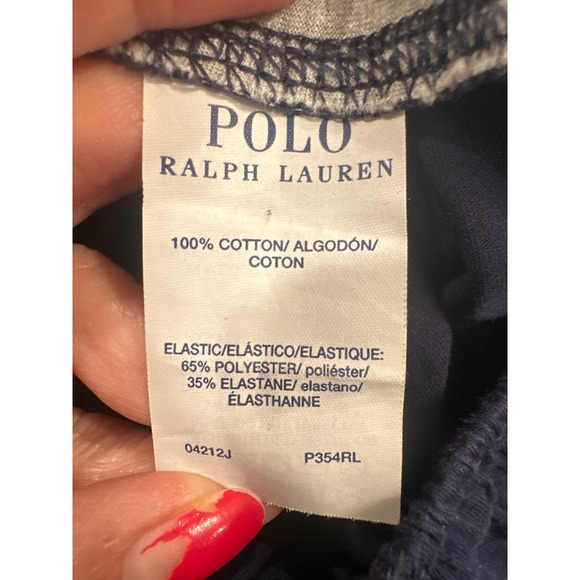 POLO
RALPH LAUREN
100% COTTON/ ALGODÓN/
COTON
ELASTIC/ELÁSTICO/ELASTIQUE:
65% POLYESTER/ poliéster/
35% ELASTANE/ elastano/
ÉLASTHANNE
04212J P354RL